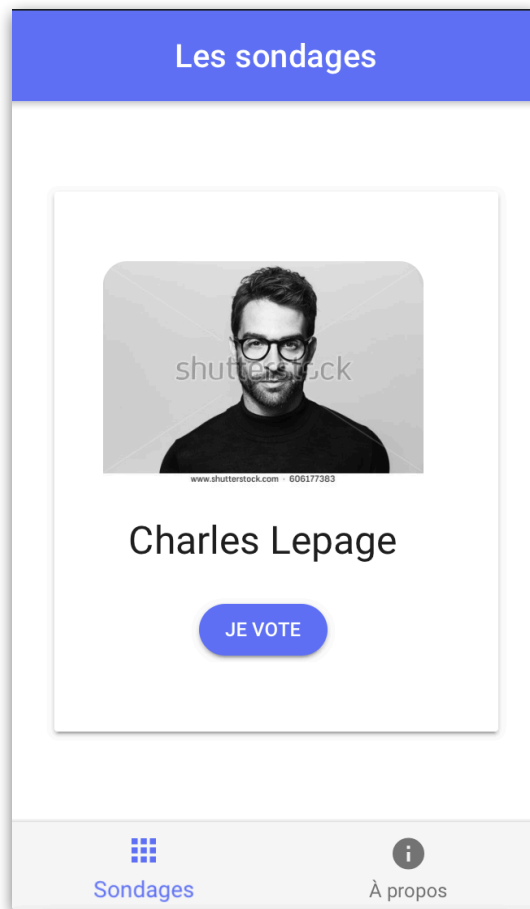 Les sondages
shutterstock
www.shutterstock.com · 606177383
Charles Lepage
JE VOTE
Sondages
À propos